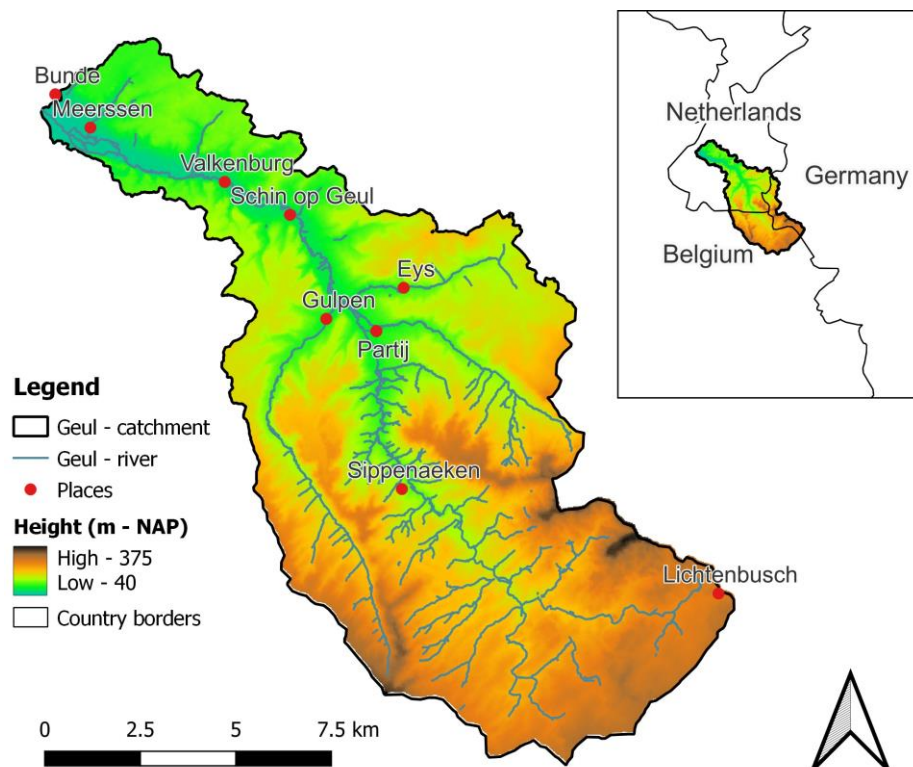 Bunde
Meerssen
Valkenburg
Schin op Geul
Eys
Gulpen
Partij
Sippenaeken
Lichtenbusch
Netherlands
Germany
Belgium
Legend
Geul - catchment
Geul - river
Places
Height (m - NAP)
High - 375
Low - 40
Country borders
0 2.5 5 7.5 km